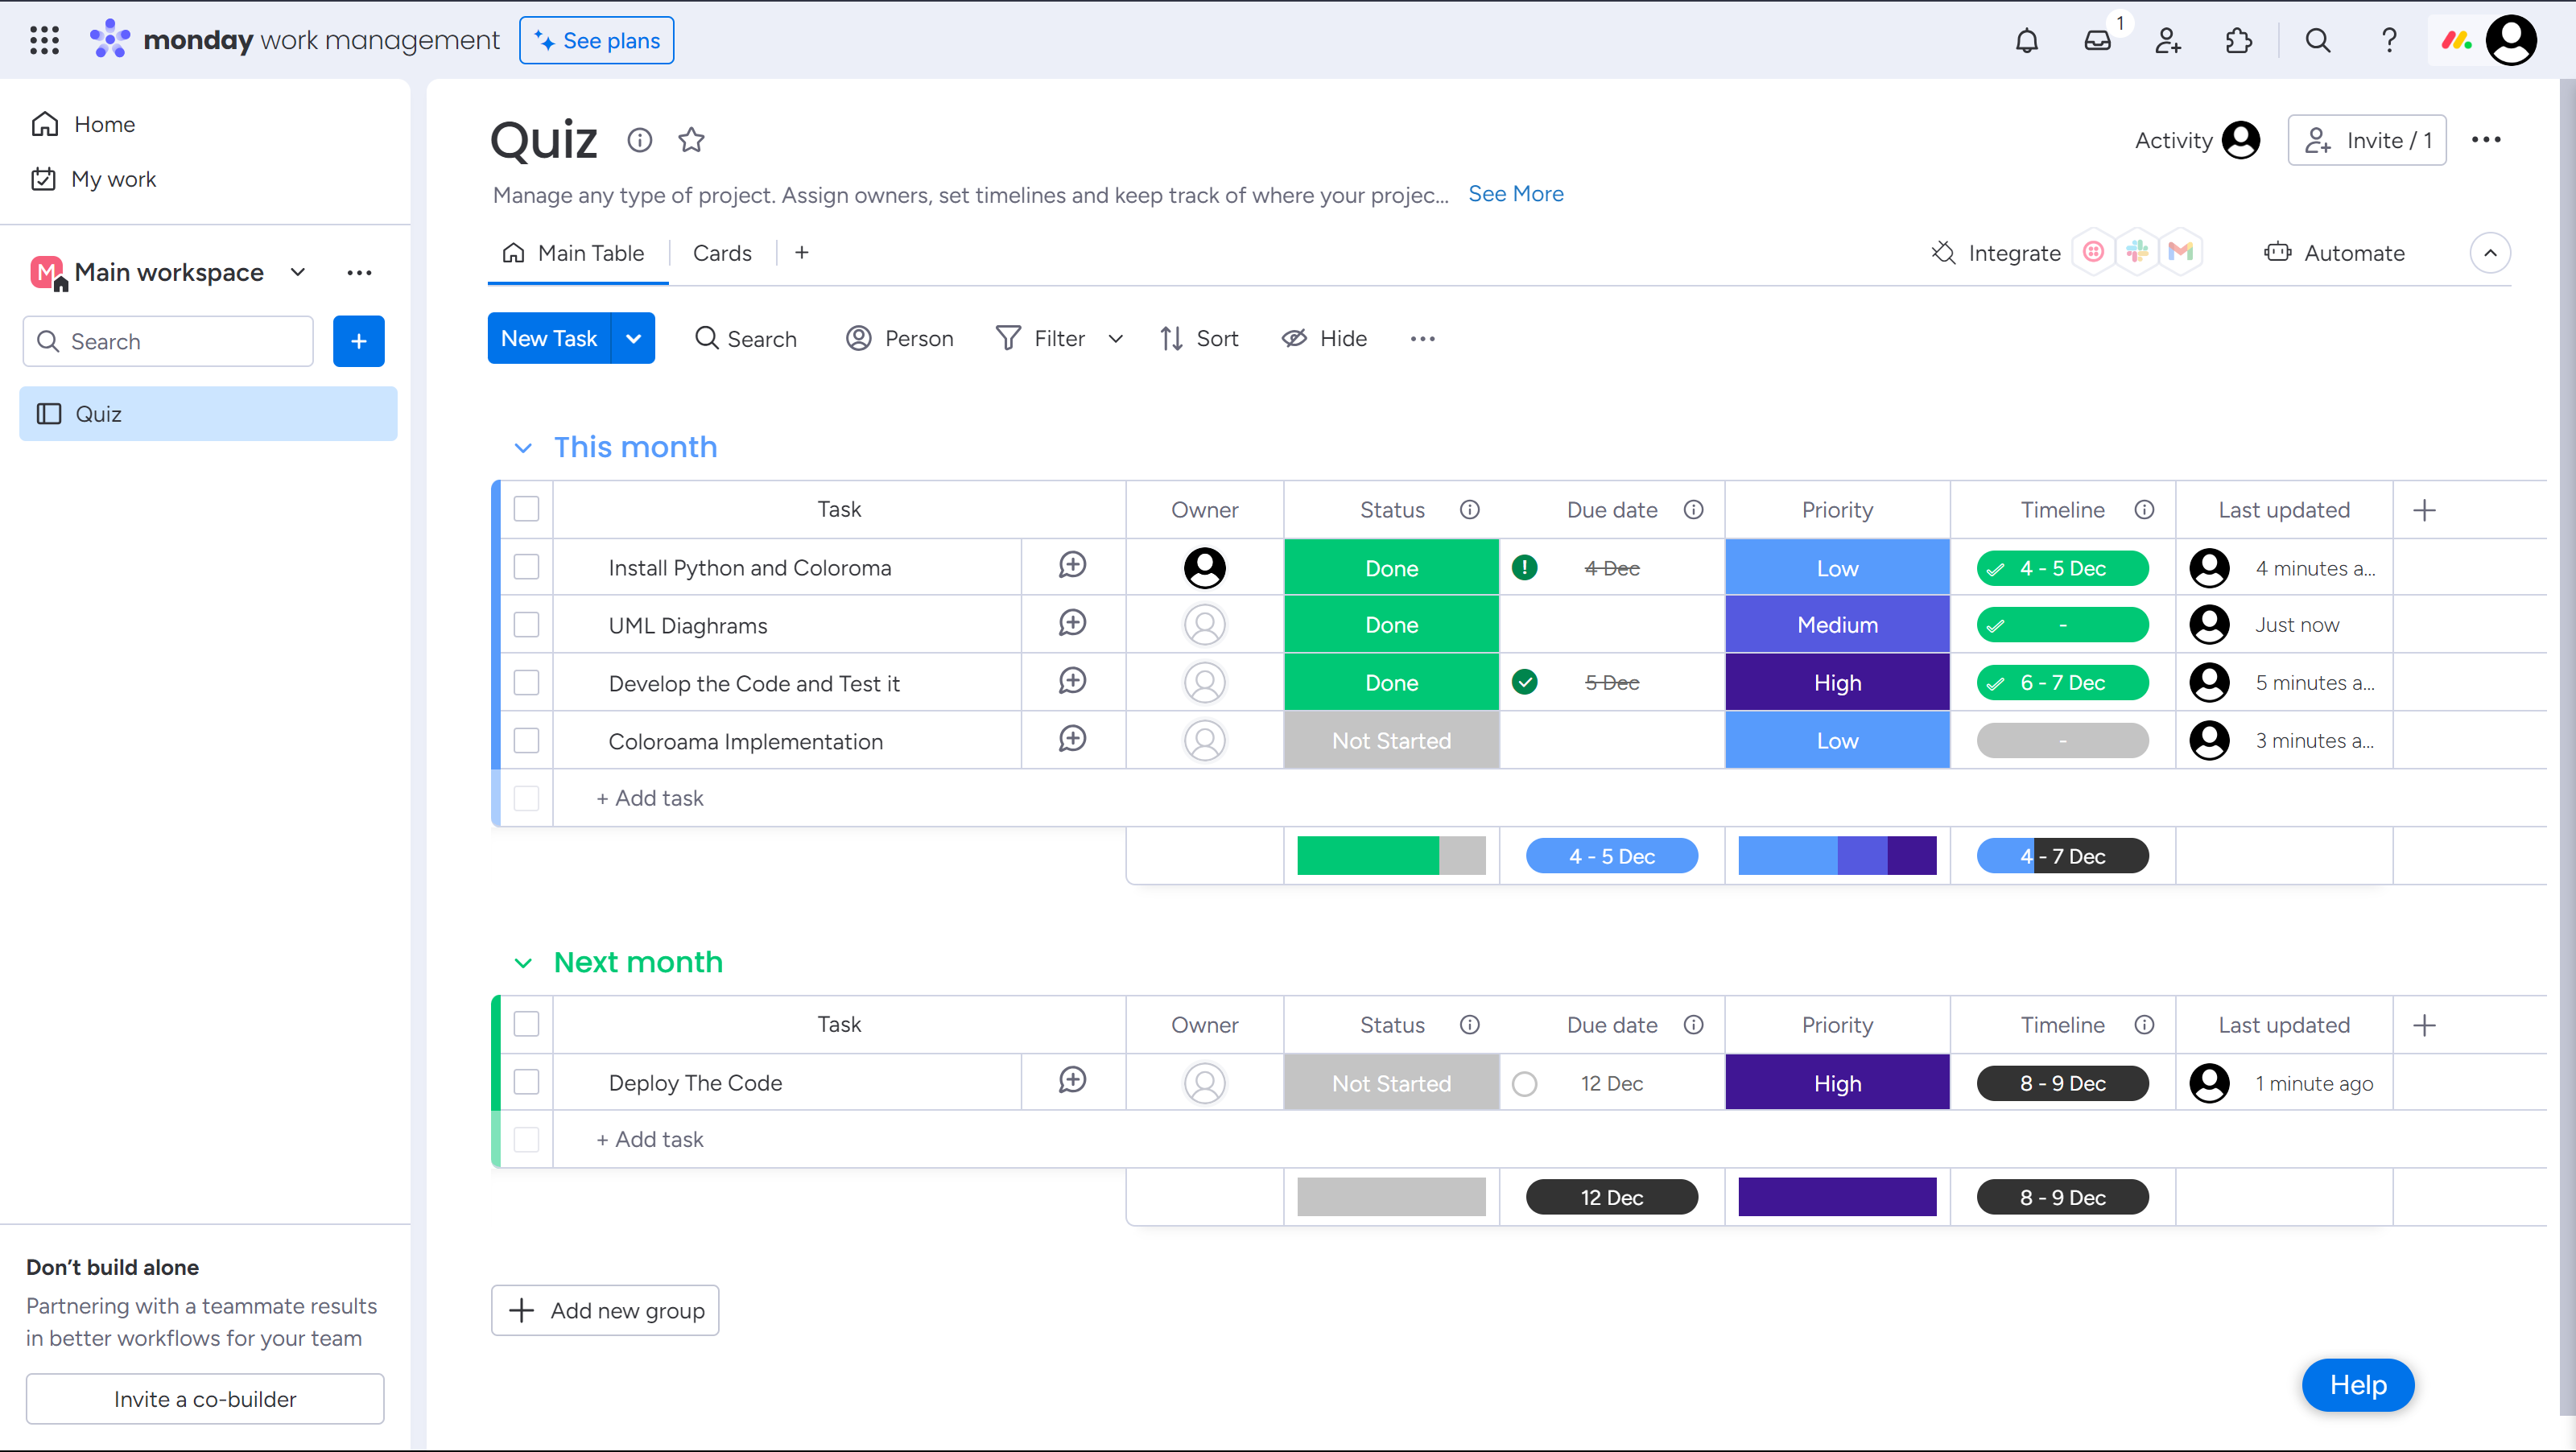 monday work management
See plans
1
Home
My work
M
Main workspace
Search
Quiz
Don't build alone
Partnering with a teammate results
in better workflows for your team
Invite a co-builder
Quiz
Activity
Invite / 1
Manage any type of project. Assign owners, set timelines and keep track of where your projec... See More
Main Table
Cards
+
Integrate
Automate
New Task
Search
Person
Filter
Sort
Hide
This month
Task Owner Status Due date Priority Timeline Last updated
Install Python and Coloroma Done 4 Dec Low 4 - 5 Dec 4 minutes a...
UML Diaghrams Done Medium - Just now
Develop the Code and Test it Done 5 Dec High 6 - 7 Dec 5 minutes a...
Coloroama Implementation Not Started Low - 3 minutes a...
+ Add task
4 - 5 Dec 4 - 7 Dec
Next month
Task Owner Status Due date Priority Timeline Last updated
Deploy The Code Not Started 12 Dec High 8 - 9 Dec 1 minute ago
+ Add task
12 Dec 8 - 9 Dec
+ Add new group
Help